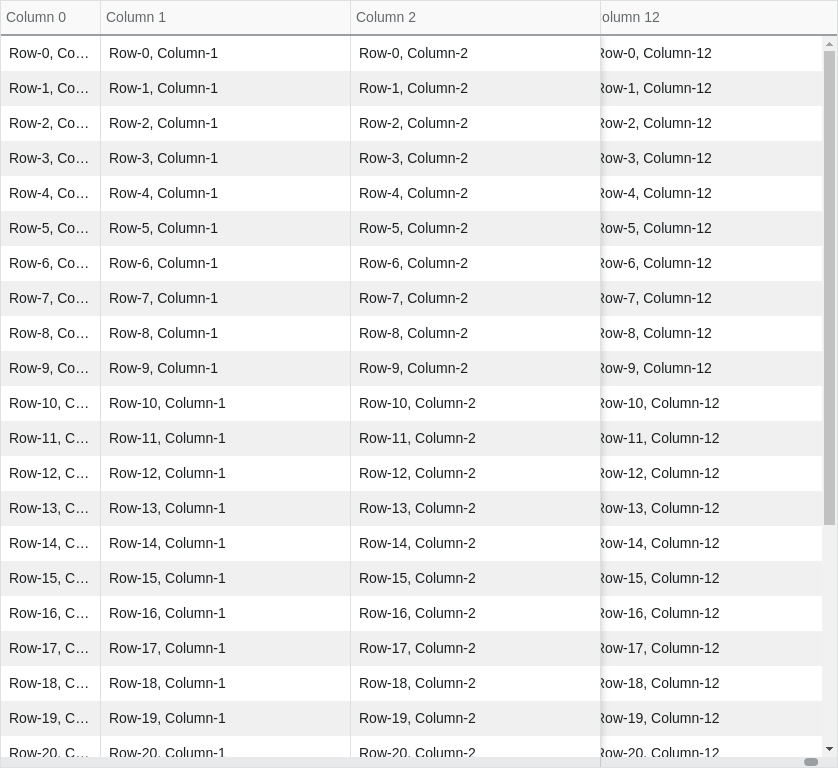 Column 0 Column 1 Column 2 olumn 12
Row-0, Co… Row-0, Column-1 Row-0, Column-2 Row-0, Column-12
Row-1, Co… Row-1, Column-1 Row-1, Column-2 Row-1, Column-12
Row-2, Co… Row-2, Column-1 Row-2, Column-2 Row-2, Column-12
Row-3, Co… Row-3, Column-1 Row-3, Column-2 Row-3, Column-12
Row-4, Co… Row-4, Column-1 Row-4, Column-2 Row-4, Column-12
Row-5, Co… Row-5, Column-1 Row-5, Column-2 Row-5, Column-12
Row-6, Co… Row-6, Column-1 Row-6, Column-2 Row-6, Column-12
Row-7, Co… Row-7, Column-1 Row-7, Column-2 Row-7, Column-12
Row-8, Co… Row-8, Column-1 Row-8, Column-2 Row-8, Column-12
Row-9, Co… Row-9, Column-1 Row-9, Column-2 Row-9, Column-12
Row-10, C… Row-10, Column-1 Row-10, Column-2 Row-10, Column-12
Row-11, C… Row-11, Column-1 Row-11, Column-2 Row-11, Column-12
Row-12, C… Row-12, Column-1 Row-12, Column-2 Row-12, Column-12
Row-13, C… Row-13, Column-1 Row-13, Column-2 Row-13, Column-12
Row-14, C… Row-14, Column-1 Row-14, Column-2 Row-14, Column-12
Row-15, C… Row-15, Column-1 Row-15, Column-2 Row-15, Column-12
Row-16, C… Row-16, Column-1 Row-16, Column-2 Row-16, Column-12
Row-17, C… Row-17, Column-1 Row-17, Column-2 Row-17, Column-12
Row-18, C… Row-18, Column-1 Row-18, Column-2 Row-18, Column-12
Row-19, C… Row-19, Column-1 Row-19, Column-2 Row-19, Column-12
Row-20, C… Row-20, Column-1 Row-20, Column-2 Row-20, Column-12